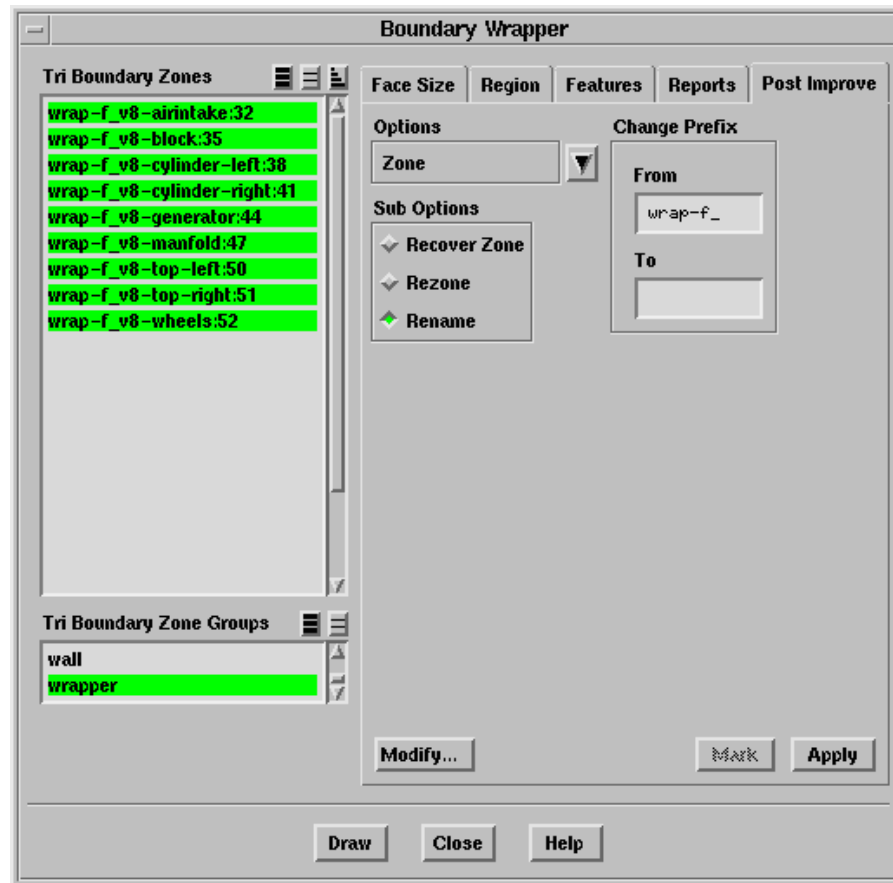 Boundary Wrapper
Tri Boundary Zones
wrap-f_v8-airintake:32
wrap-f_v8-block:35
wrap-f_v8-cylinder-left:38
wrap-f_v8-cylinder-right:41
wrap-f_v8-generator:44
wrap-f_v8-manfold:47
wrap-f_v8-top-left:50
wrap-f_v8-top-right:51
wrap-f_v8-wheels:52
Tri Boundary Zone Groups
wall
wrapper
Face Size Region Features Reports Post Improve
Options
Zone
Sub Options
Recover Zone
Rezone
Rename
Change Prefix
From
wrap-f_
To
Modify... Mark Apply
Draw Close Help